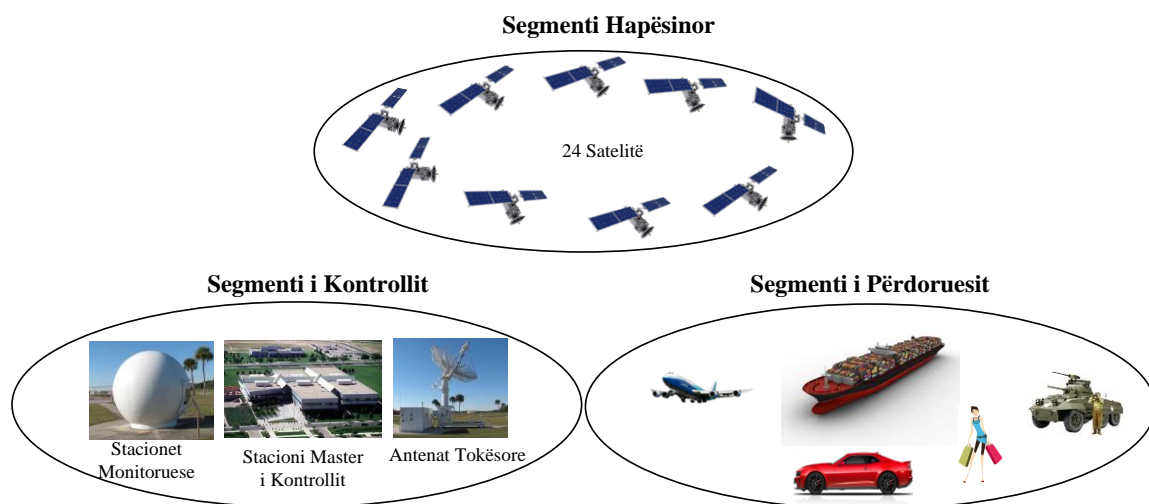 Segmenti Hapësinor
24 Satelitë
Segmenti i Kontrollit
Stacionet
Monitoruese
Stacioni Master
i Kontrollit
Antenat Tokësore
Segmenti i Përdoruesit